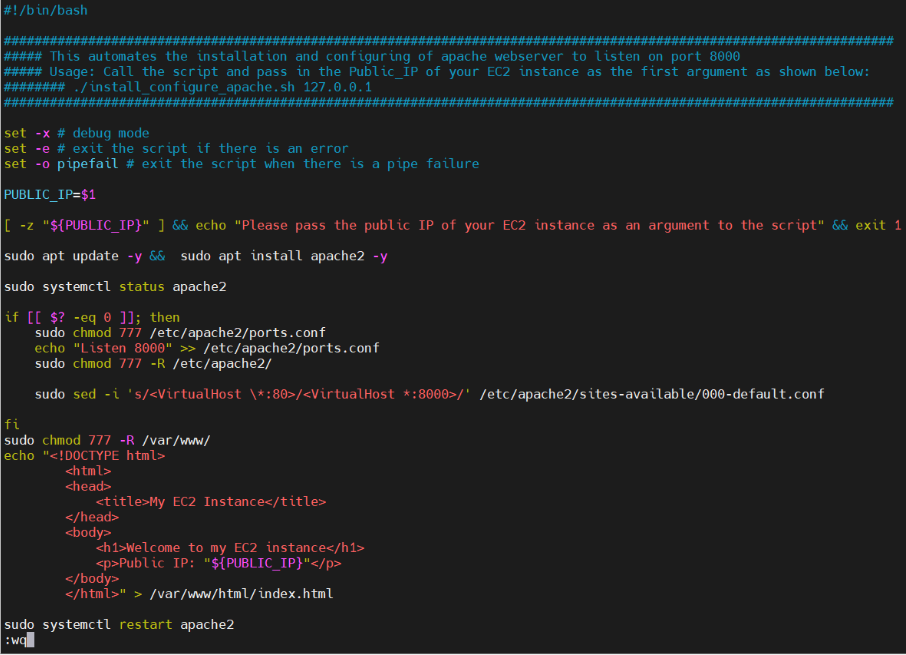 #!/bin/bash
####################################################################################################################
##### This automates the installation and configuring of apache webserver to listen on port 8000
##### Usage: Call the script and pass in the Public_IP of your EC2 instance as the first argument as shown below:
######## ./install_configure_apache.sh 127.0.0.1
####################################################################################################################
set -x # debug mode
set -e # exit the script if there is an error
set -o pipefail # exit the script when there is a pipe failure
PUBLIC_IP=$1
[ -z "${PUBLIC_IP}" ] && echo "Please pass the public IP of your EC2 instance as an argument to the script" && exit 1
sudo apt update -y &&  sudo apt install apache2 -y
sudo systemctl status apache2
if [[ $? -eq 0 ]]; then
    sudo chmod 777 /etc/apache2/ports.conf
    echo "Listen 8000" >> /etc/apache2/ports.conf
    sudo chmod 777 -R /etc/apache2/
    sudo sed -i 's/<VirtualHost \*:80>/<VirtualHost *:8000>/' /etc/apache2/sites-available/000-default.conf
fi
sudo chmod 777 -R /var/www/
echo "<!DOCTYPE html>
        <html>
        <head>
            <title>My EC2 Instance</title>
        </head>
        <body>
            <h1>Welcome to my EC2 instance</h1>
            <p>Public IP: "${PUBLIC_IP}"</p>
        </body>
        </html>" > /var/www/html/index.html
sudo systemctl restart apache2
:wq